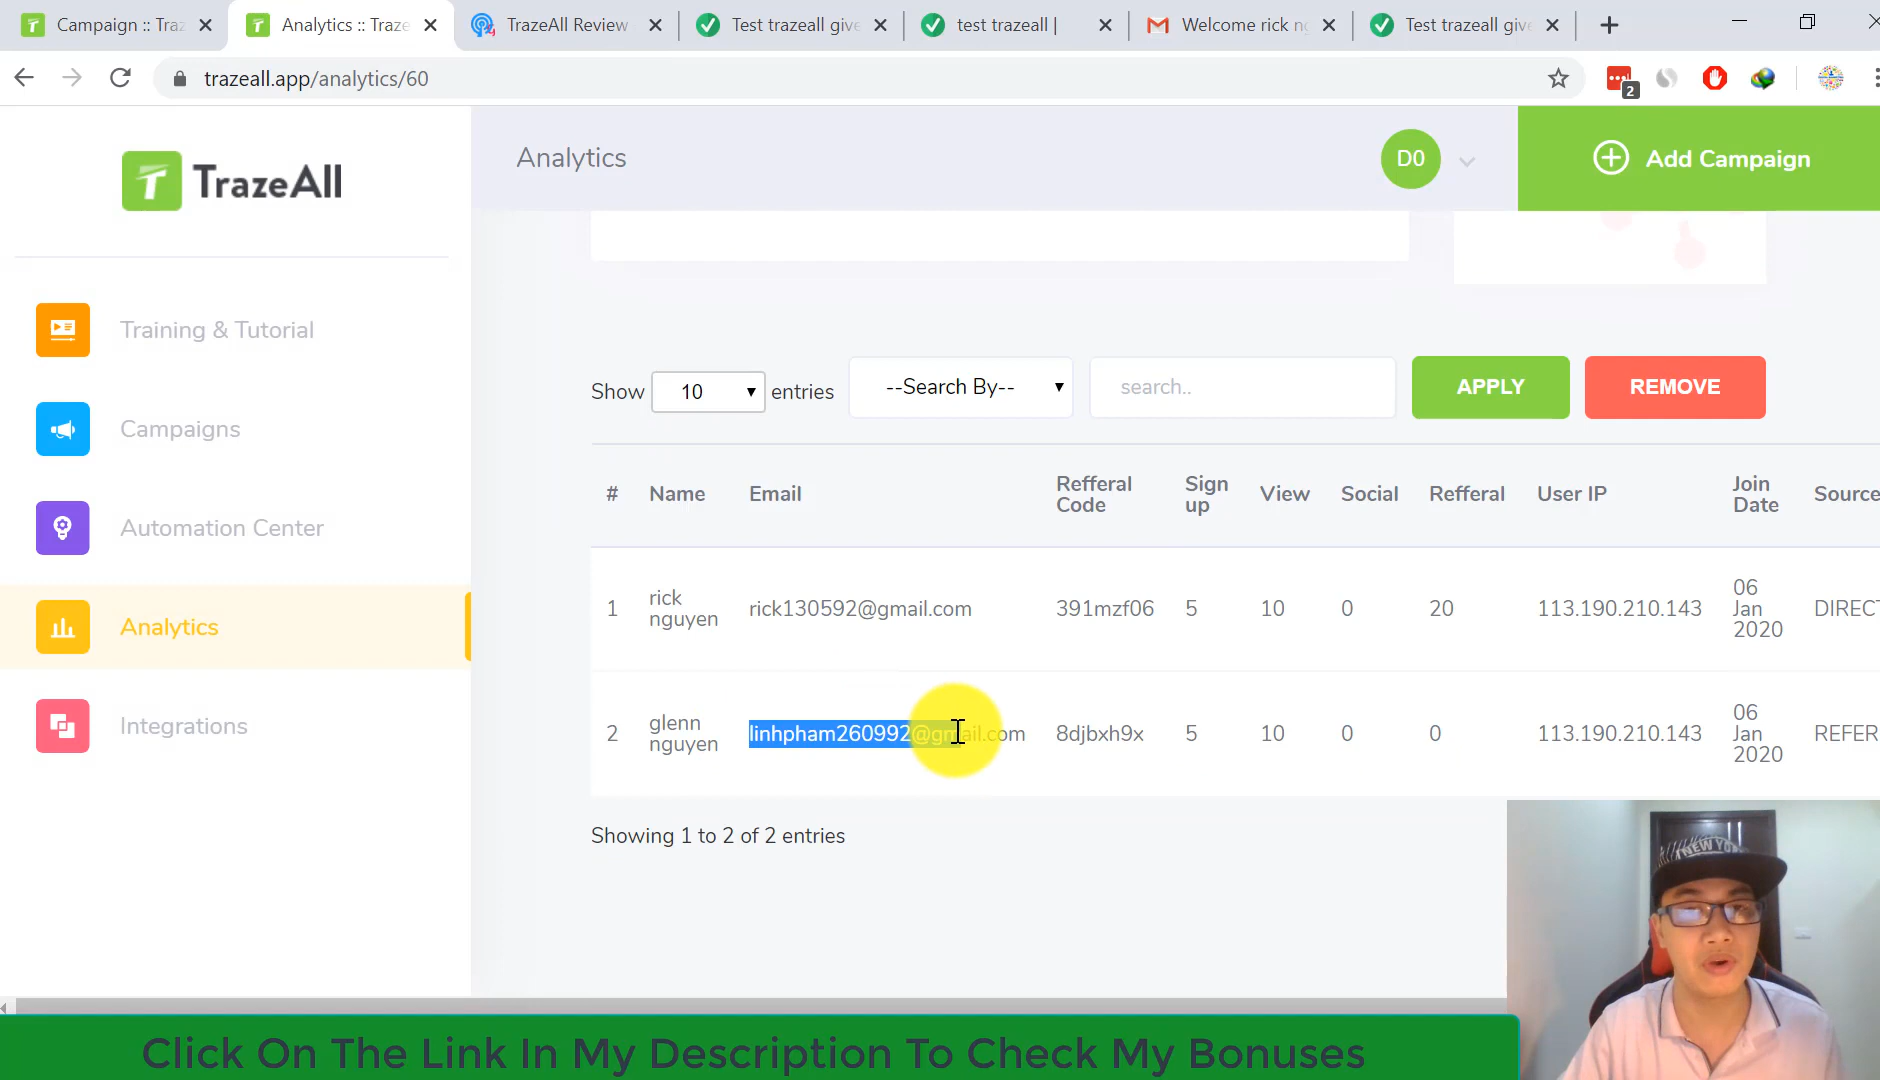 Campaign :: Traz
Analytics :: Traze
TrazeAll Review
Test trazeall give
test trazeall |
Welcome rick ng
Test trazeall give
trazeall.app/analytics/60
2
TrazeAll
Analytics
D0
Add Campaign
Training & Tutorial
Campaigns
Automation Center
Analytics
Integrations
Show 10 entries --Search By-- search.. APPLY REMOVE
# Name Email Refferal Code Sign up View Social Refferal User IP Join Date Source
1 rick nguyen rick130592@gmail.com 391mzf06 5 10 0 20 113.190.210.143 06 Jan 2020 DIRECT
2 glenn nguyen linhpham260992@gmail.com 8djbxh9x 5 10 0 0 113.190.210.143 06 Jan 2020 REFER
Showing 1 to 2 of 2 entries
NEW YORK
Click On The Link In My Description To Check My Bonuses